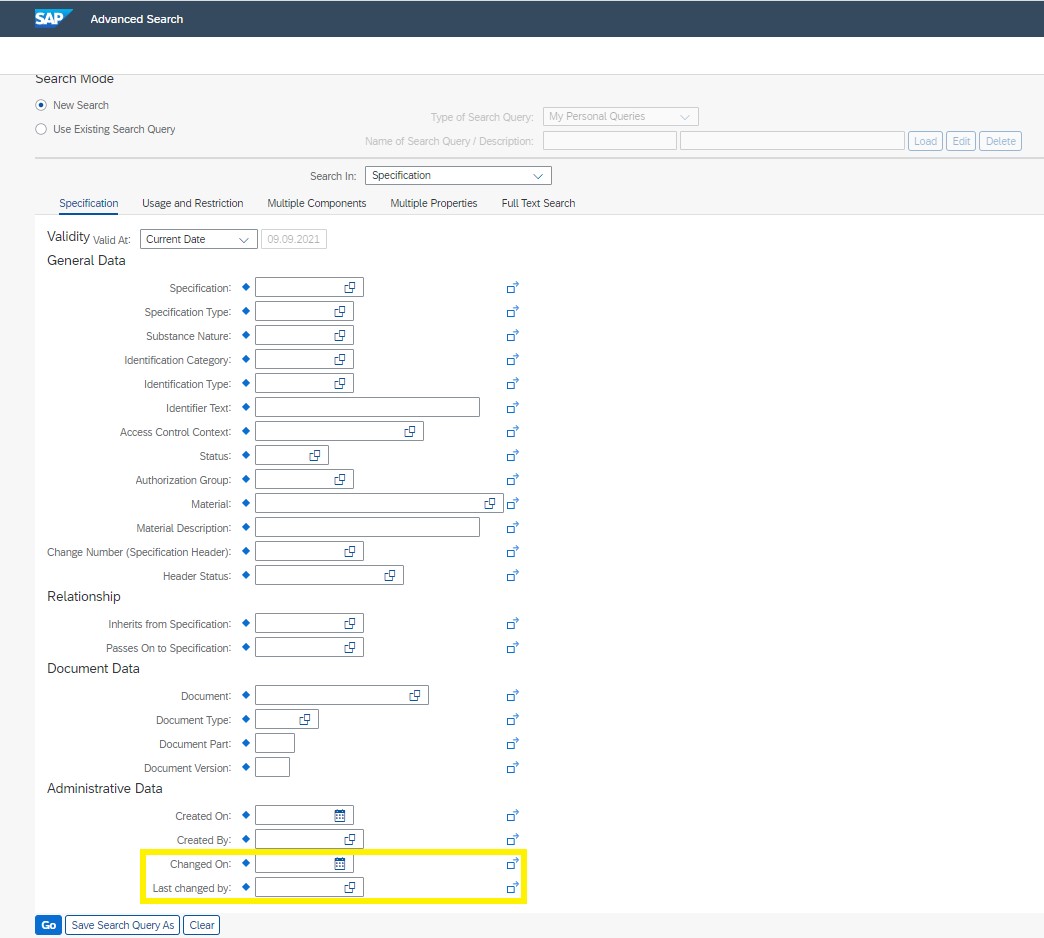 SAP Advanced Search
Search Mode
New Search
Type of Search Query: My Personal Queries
Use Existing Search Query
Name of Search Query / Description: Load Edit Delete
Search In: Specification
Specification Usage and Restriction Multiple Components Multiple Properties Full Text Search
Validity Valid At: Current Date 09.09.2021
General Data
Specification:
Specification Type:
Substance Nature:
Identification Category:
Identification Type:
Identifier Text:
Access Control Context:
Status:
Authorization Group:
Material:
Material Description:
Change Number (Specification Header):
Header Status:
Relationship
Inherits from Specification:
Passes On to Specification:
Document Data
Document:
Document Type:
Document Part:
Document Version:
Administrative Data
Created On:
Created By:
Changed On:
Last changed by:
Go Save Search Query As Clear